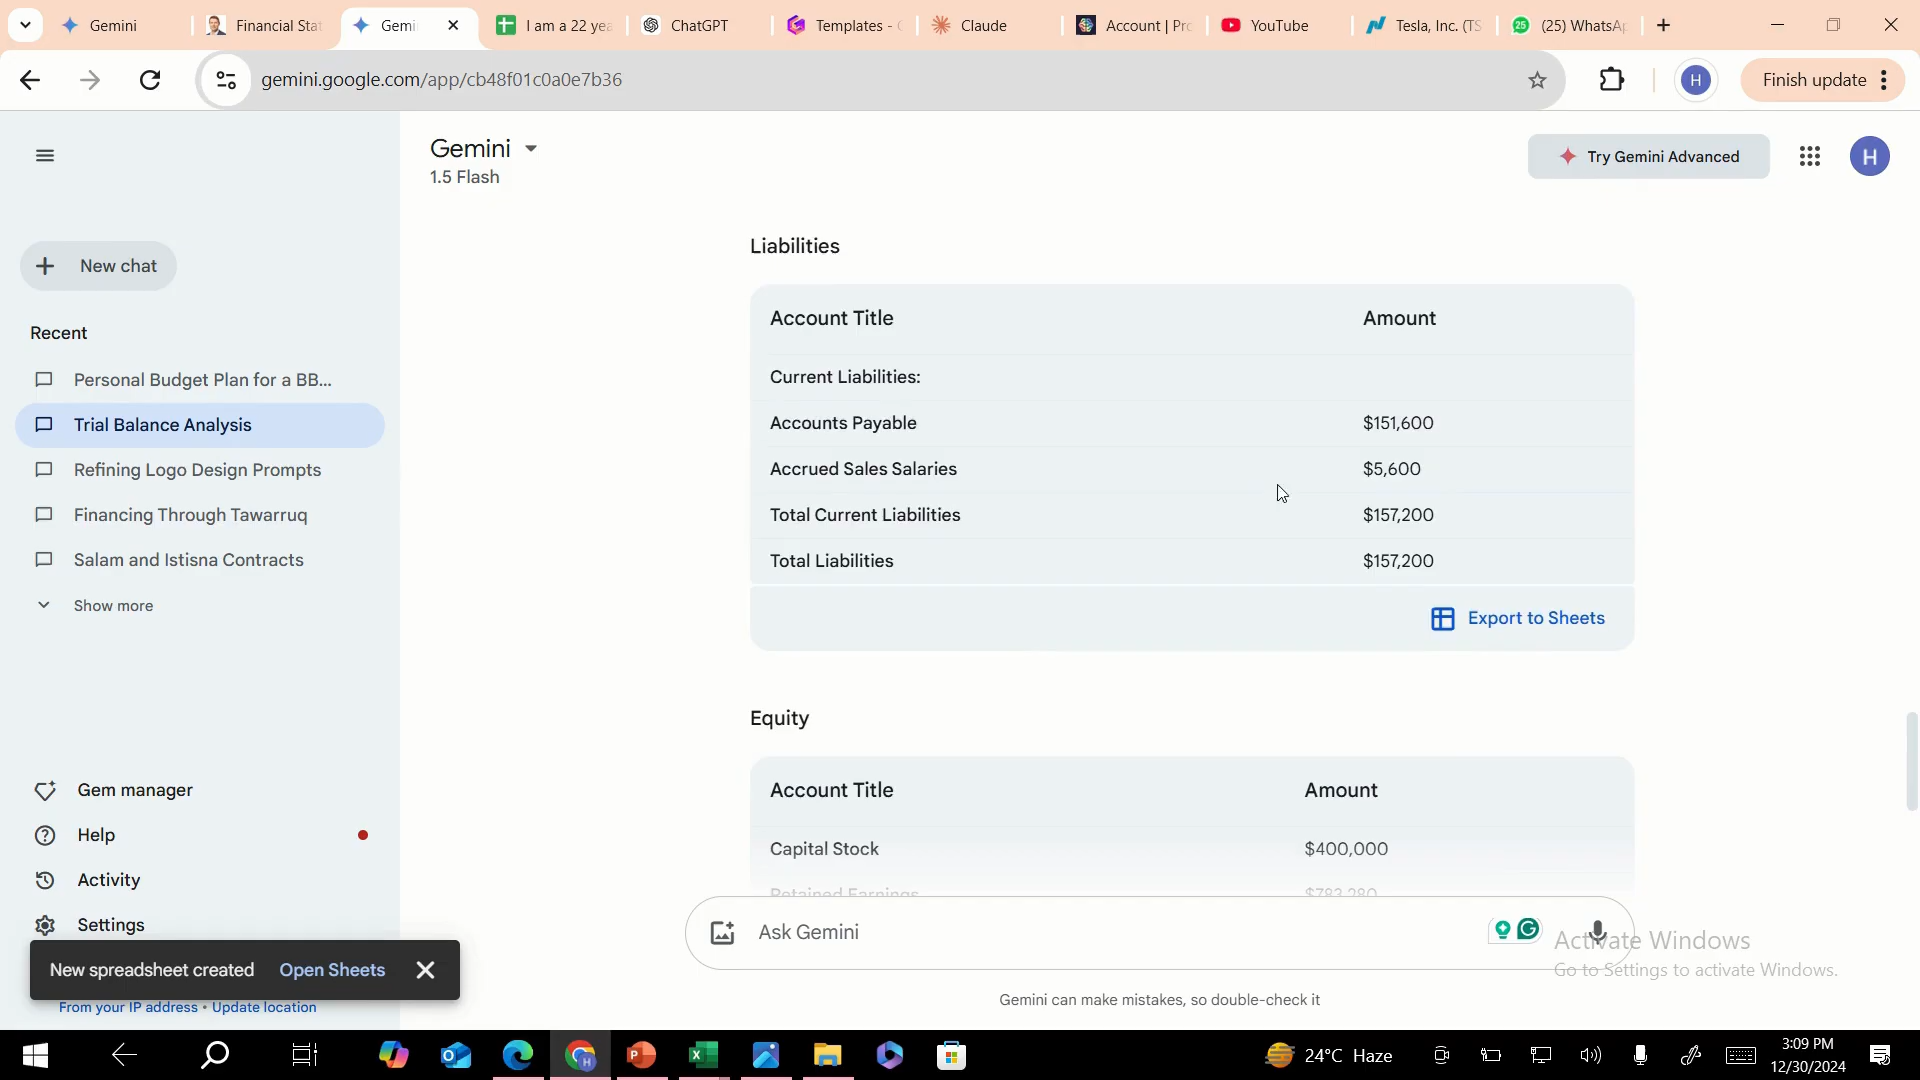 Gemini
Financial Stat
Gemi
I am a 22 yea
ChatGPT
Templates - G
Claude
Account | Pro
YouTube
Tesla, Inc. (TS
(25) WhatsAp
gemini.google.com/app/cb48f01c0a0e7b36
H
Finish update
Gemini
1.5 Flash
Try Gemini Advanced
H
New chat
Recent
Personal Budget Plan for a BB...
Trial Balance Analysis
Refining Logo Design Prompts
Financing Through Tawarruq
Salam and Istisna Contracts
Show more
Gem manager
Help
Activity
Settings
New spreadsheet created Open Sheets
From your IP address • Update location
Liabilities
Account Title Amount
Current Liabilities:
Accounts Payable $151,600
Accrued Sales Salaries $5,600
Total Current Liabilities $157,200
Total Liabilities $157,200
Export to Sheets
Equity
Account Title Amount
Capital Stock $400,000
Retained Earnings $783,280
Ask Gemini
Activate Windows
Go to Settings to activate Windows.
Gemini can make mistakes, so double-check it
24°C Haze
3:09 PM
12/30/2024